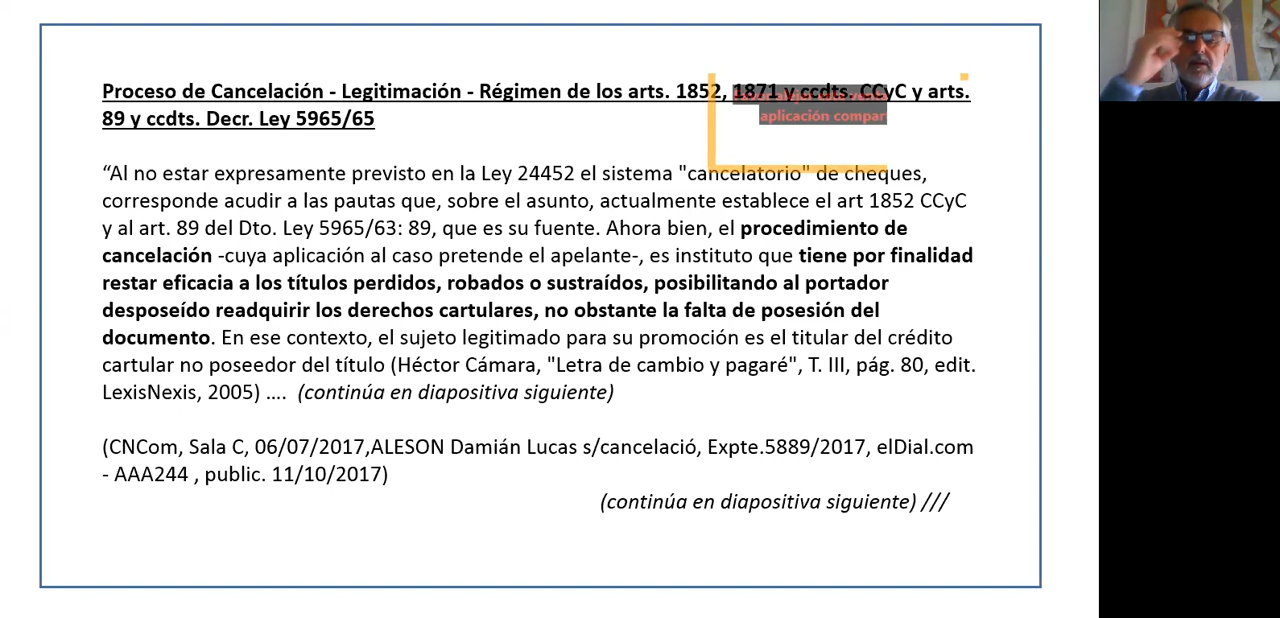 Proceso de Cancelación - Legitimación - Régimen de los arts. 1852, 1871 y ccdts. CCyC y arts.
89 y ccdts. Decr. Ley 5965/65
aplicación compar
“Al no estar expresamente previsto en la Ley 24452 el sistema "cancelatorio" de cheques,
corresponde acudir a las pautas que, sobre el asunto, actualmente establece el art 1852 CCyC
y al art. 89 del Dto. Ley 5965/63: 89, que es su fuente. Ahora bien, el procedimiento de
cancelación -cuya aplicación al caso pretende el apelante-, es instituto que tiene por finalidad
restar eficacia a los títulos perdidos, robados o sustraídos, posibilitando al portador
desposeído readquirir los derechos cartulares, no obstante la falta de posesión del
documento. En ese contexto, el sujeto legitimado para su promoción es el titular del crédito
cartular no poseedor del título (Héctor Cámara, "Letra de cambio y pagaré", T. III, pág. 80, edit.
LexisNexis, 2005) .... (continúa en diapositiva siguiente)
(CNCom, Sala C, 06/07/2017,ALESON Damián Lucas s/cancelació, Expte.5889/2017, elDial.com
- AAA244 , public. 11/10/2017)
(continúa en diapositiva siguiente) ///